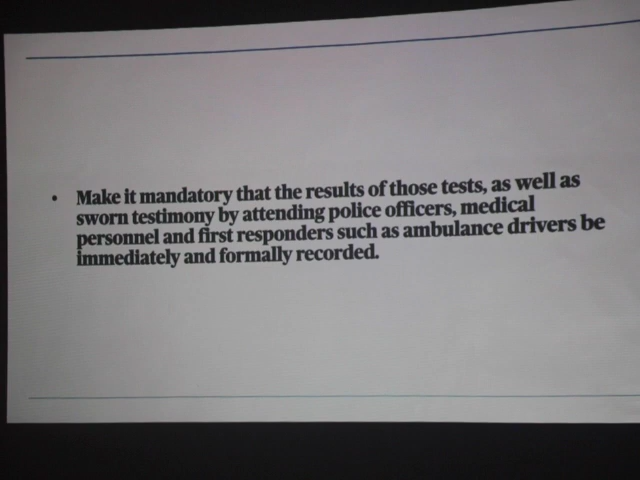 • Make it mandatory that the results of those tests, as well as
sworn testimony by attending police officers, medical
personnel and first responders such as ambulance drivers be
immediately and formally recorded.